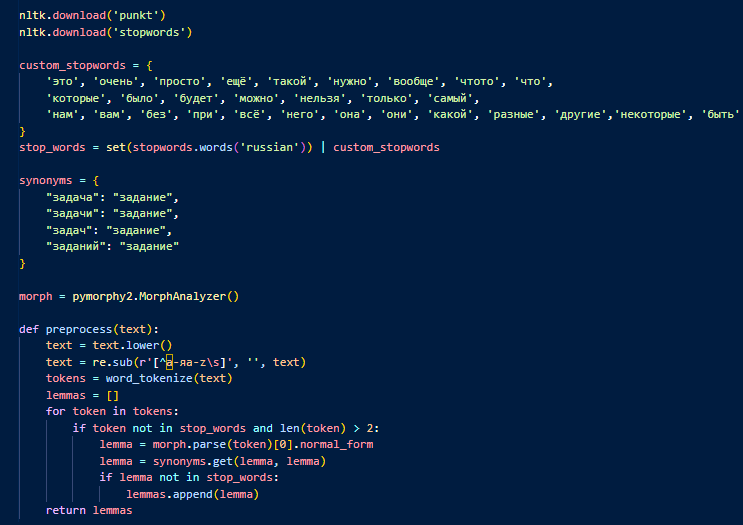 nltk.download('punkt')
nltk.download('stopwords')
custom_stopwords = {
    'это', 'очень', 'просто', 'ещё', 'такой', 'нужно', 'вообще', 'чтото', 'что',
    'которые', 'было', 'будет', 'можно', 'нельзя', 'только', 'самый',
    'нам', 'вам', 'без', 'при', 'всё', 'него', 'она', 'они', 'какой', 'разные', 'другие','некоторые', 'быть'
}
stop_words = set(stopwords.words('russian')) | custom_stopwords
synonyms = {
    "задача": "задание",
    "задачи": "задание",
    "задач": "задание",
    "заданий": "задание"
}
morph = pymorphy2.MorphAnalyzer()
def preprocess(text):
    text = text.lower()
    text = re.sub(r'[^а-яa-z\s]', '', text)
    tokens = word_tokenize(text)
    lemmas = []
    for token in tokens:
        if token not in stop_words and len(token) > 2:
            lemma = morph.parse(token)[0].normal_form
            lemma = synonyms.get(lemma, lemma)
            if lemma not in stop_words:
                lemmas.append(lemma)
    return lemmas